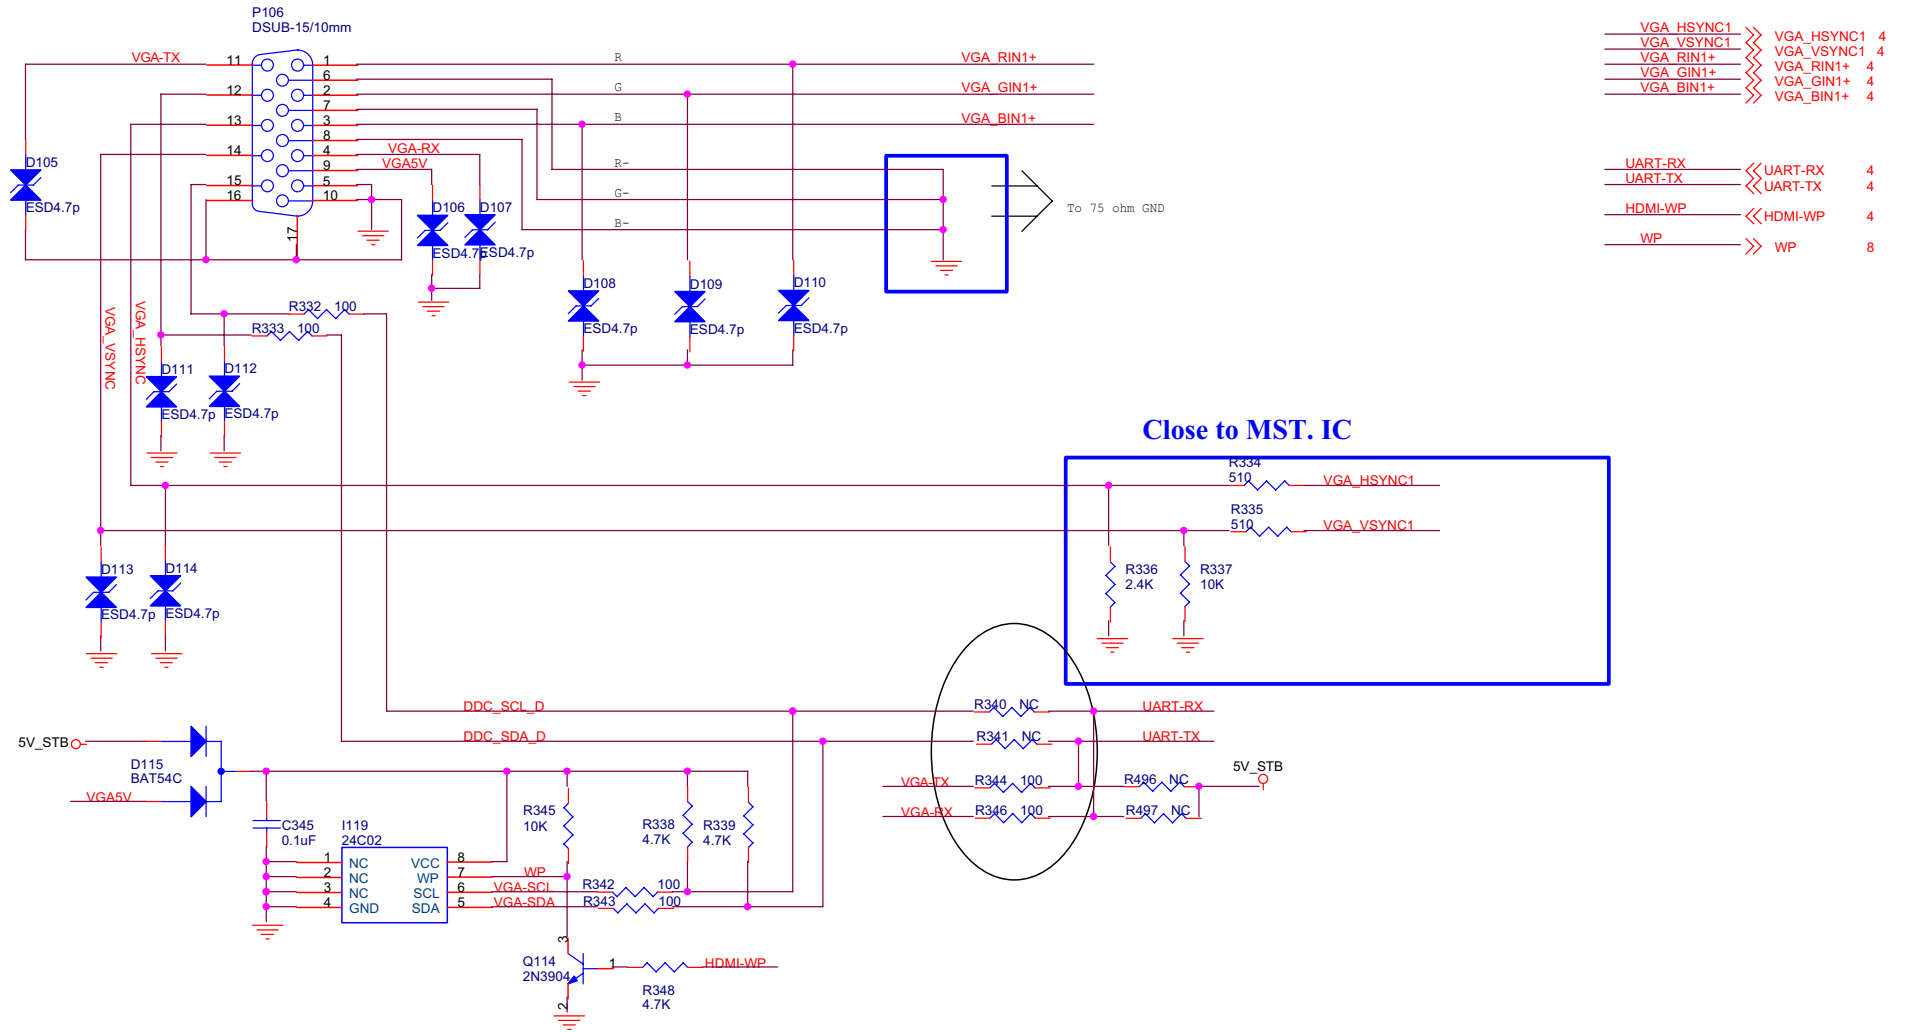 P106
DSUB-15/10mm
VGA-TX
11
12
13
14
15
16
17
1
6
2
7
3
8
4
9
5
10
R
G
B
VGA_RIN1+
VGA_GIN1+
VGA_BIN1+
VGA-RX
VGA5V
R-
G-
B-
To 75 ohm GND
VGA_HSYNC1
VGA_VSYNC1
VGA_RIN1+
VGA_GIN1+
VGA_BIN1+
VGA_HSYNC1 4
VGA_VSYNC1 4
VGA_RIN1+ 4
VGA_GIN1+ 4
VGA_BIN1+ 4
UART-RX
UART-TX
HDMI-WP
WP
UART-RX 4
UART-TX 4
HDMI-WP 4
WP 8
D105
ESD4.7p
D106
ESD4.7p
D107
ESD4.7p
D108
ESD4.7p
D109
ESD4.7p
D110
ESD4.7p
R332 100
R333 100
VGA_VSYNC
VGA_HSYNC
D111
ESD4.7p
D112
ESD4.7p
Close to MST. IC
R334
510
VGA_HSYNC1
R335
510
VGA_VSYNC1
R336
2.4K
R337
10K
D113
ESD4.7p
D114
ESD4.7p
DDC_SCL_D
DDC_SDA_D
R340 NC
UART-RX
R341 NC
UART-TX
VGA-TX
R344 100
R496 NC
5V_STB
VGA-RX
R346 100
R497 NC
5V_STB
D115
BAT54C
VGA5V
C345
0.1uF
I119
24C02
1 NC
2 NC
3 NC
4 GND
VCC 8
WP 7
SCL 6
SDA 5
WP
VGA-SCL
VGA-SDA
R345
10K
R338
4.7K
R339
4.7K
R342 100
R343 100
3
Q114
2N3904
1
2
R348
4.7K
HDMI-WP